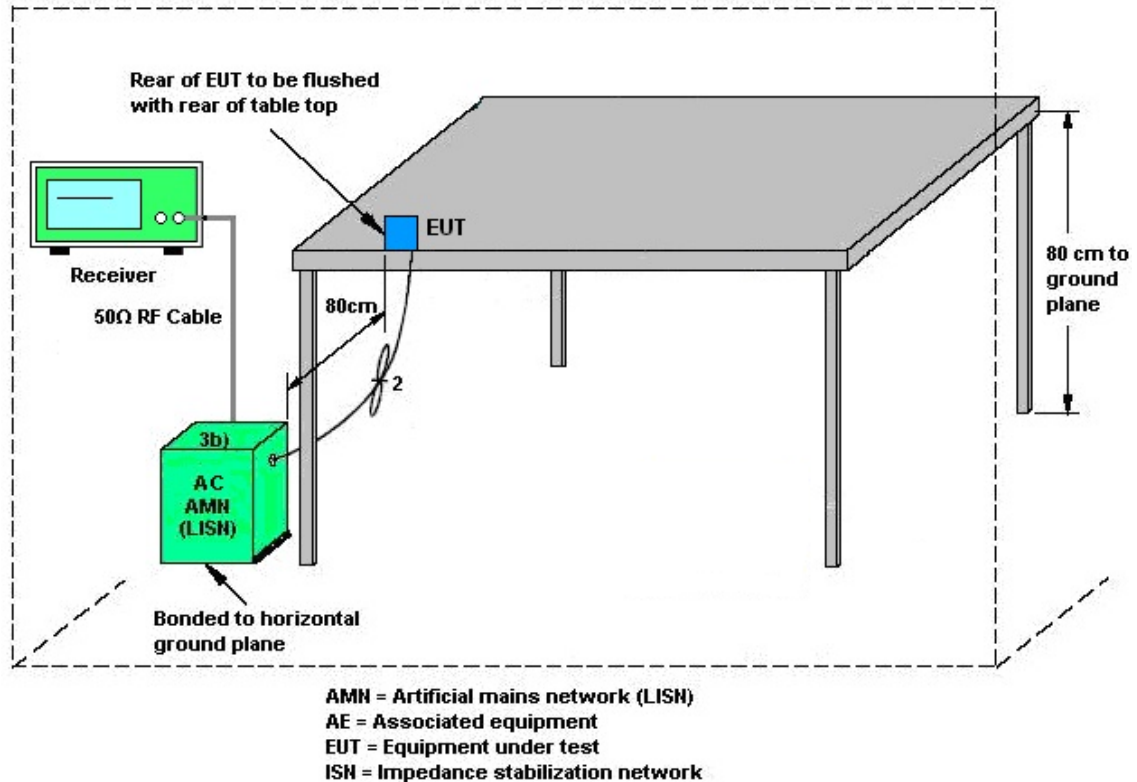 Rear of EUT to be flushed
with rear of table top
EUT
Receiver
50Ω RF Cable
80cm
80 cm to
ground
plane
2
3b)
AC
AMN
(LISN)
Bonded to horizontal
ground plane
AMN = Artificial mains network (LISN)
AE = Associated equipment
EUT = Equipment under test
ISN = Impedance stabilization network